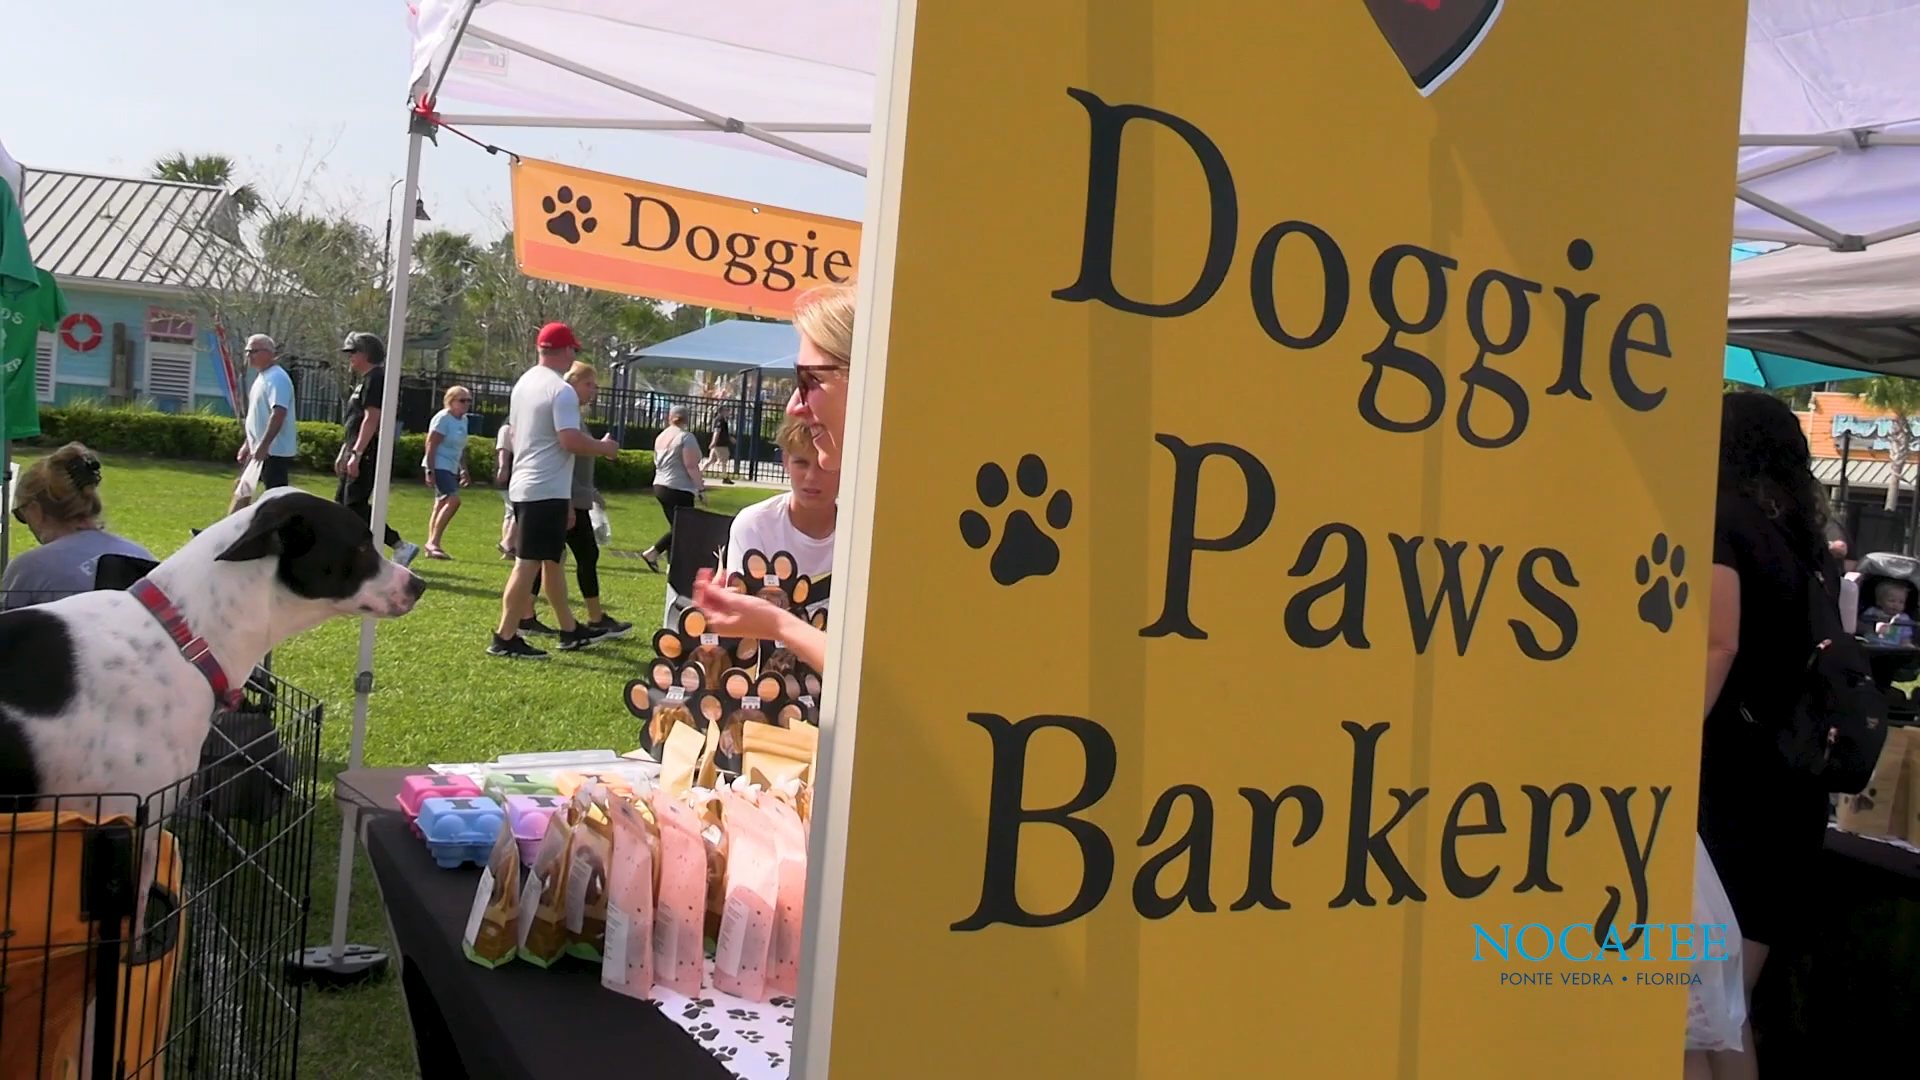 Doggie
Doggie
Paws
Barkery
NOCATEE
PONTE VEDRA • FLORIDA